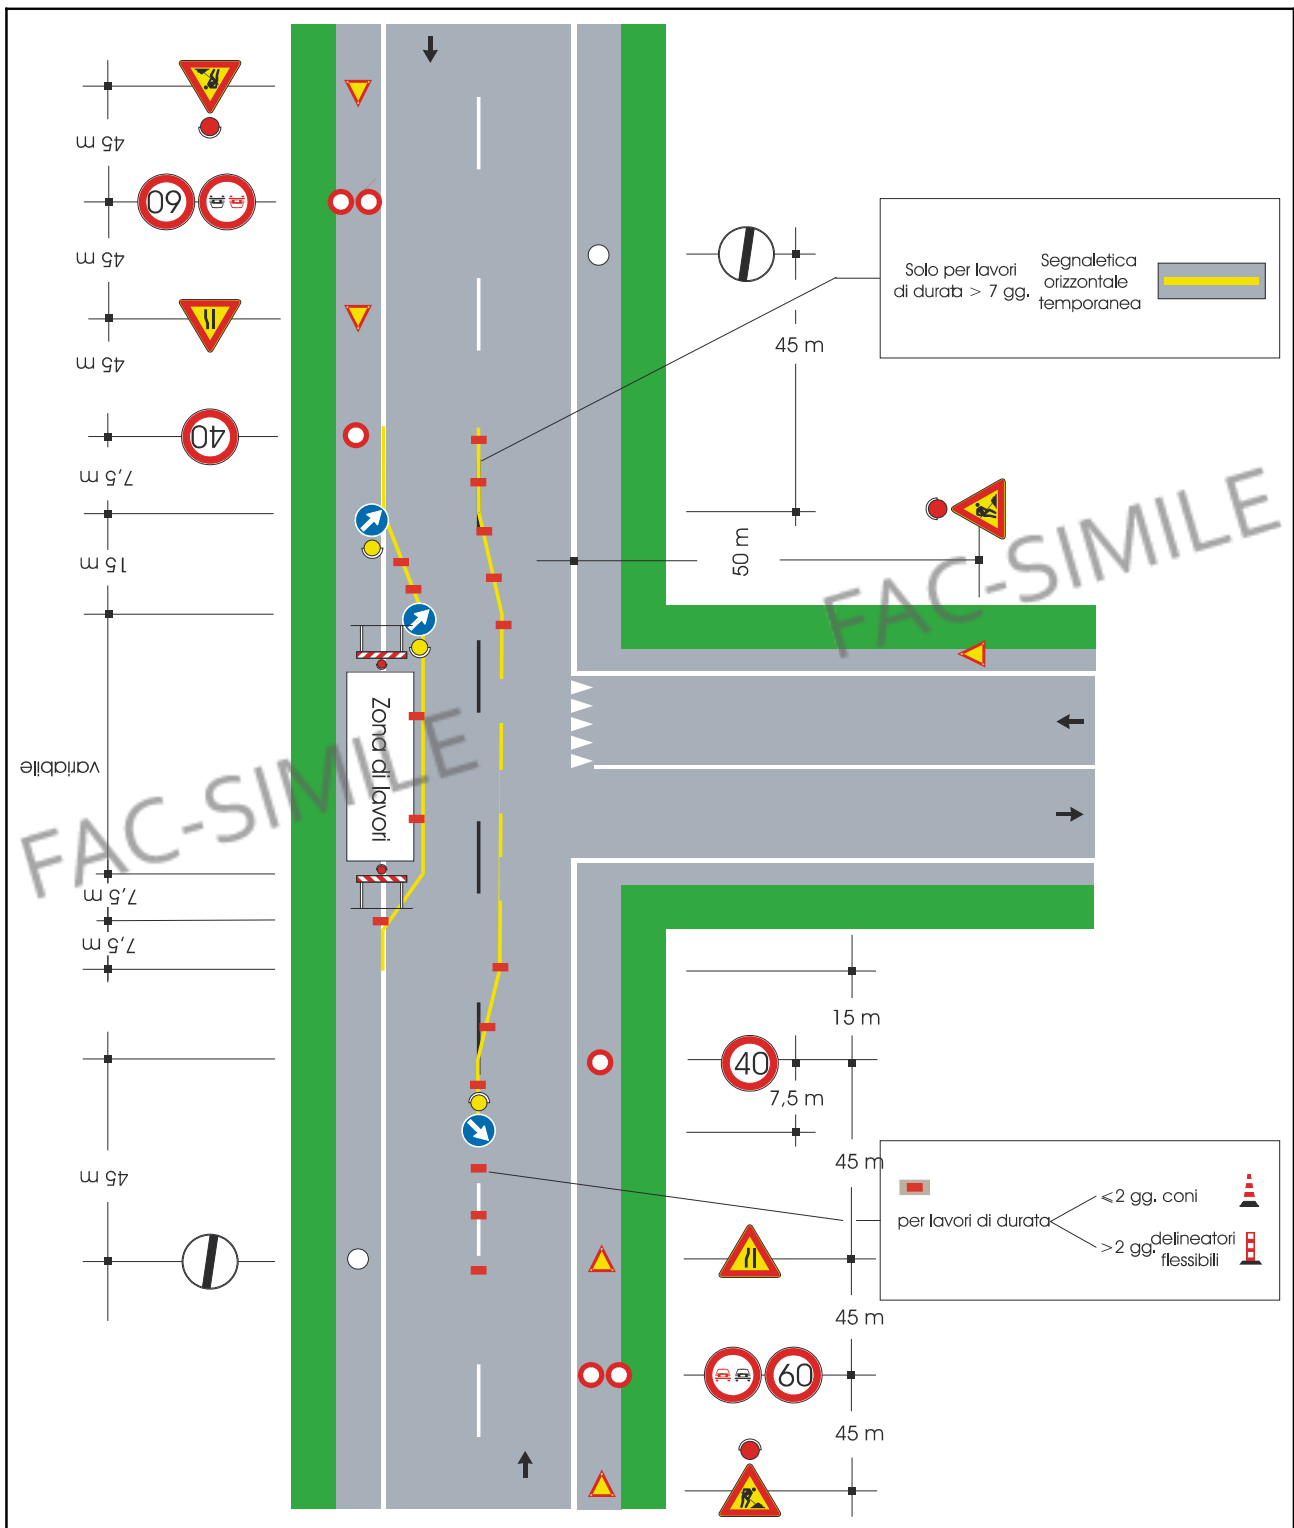 45 m
60
45 m
45 m
40
7,5 m
15 m
variabile
7,5 m
7,5 m
45 m
Zona di lavori
Solo per lavori
di durata > 7 gg.
Segnaletica
orizzontale
temporanea
45 m
50 m
FAC-SIMILE
FAC-SIMILE
15 m
40
7,5 m
45 m
per lavori di durata
≤2 gg. coni
>2 gg. delineatori
flessibili
45 m
60
45 m